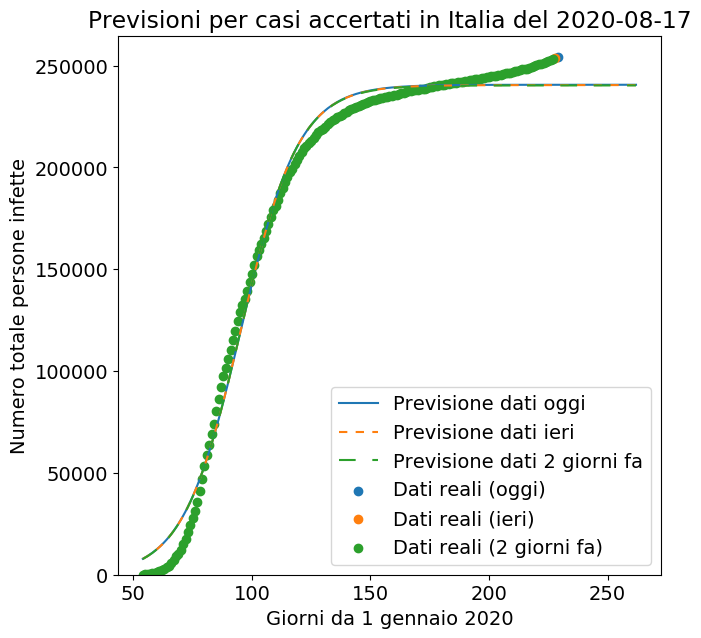 Previsioni per casi accertati in Italia del 2020-08-17
Numero totale persone infette
250000
200000
150000
100000
50000
0
50
100
150
200
250
Giorni da 1 gennaio 2020
Previsione dati oggi
Previsione dati ieri
Previsione dati 2 giorni fa
Dati reali (oggi)
Dati reali (ieri)
Dati reali (2 giorni fa)